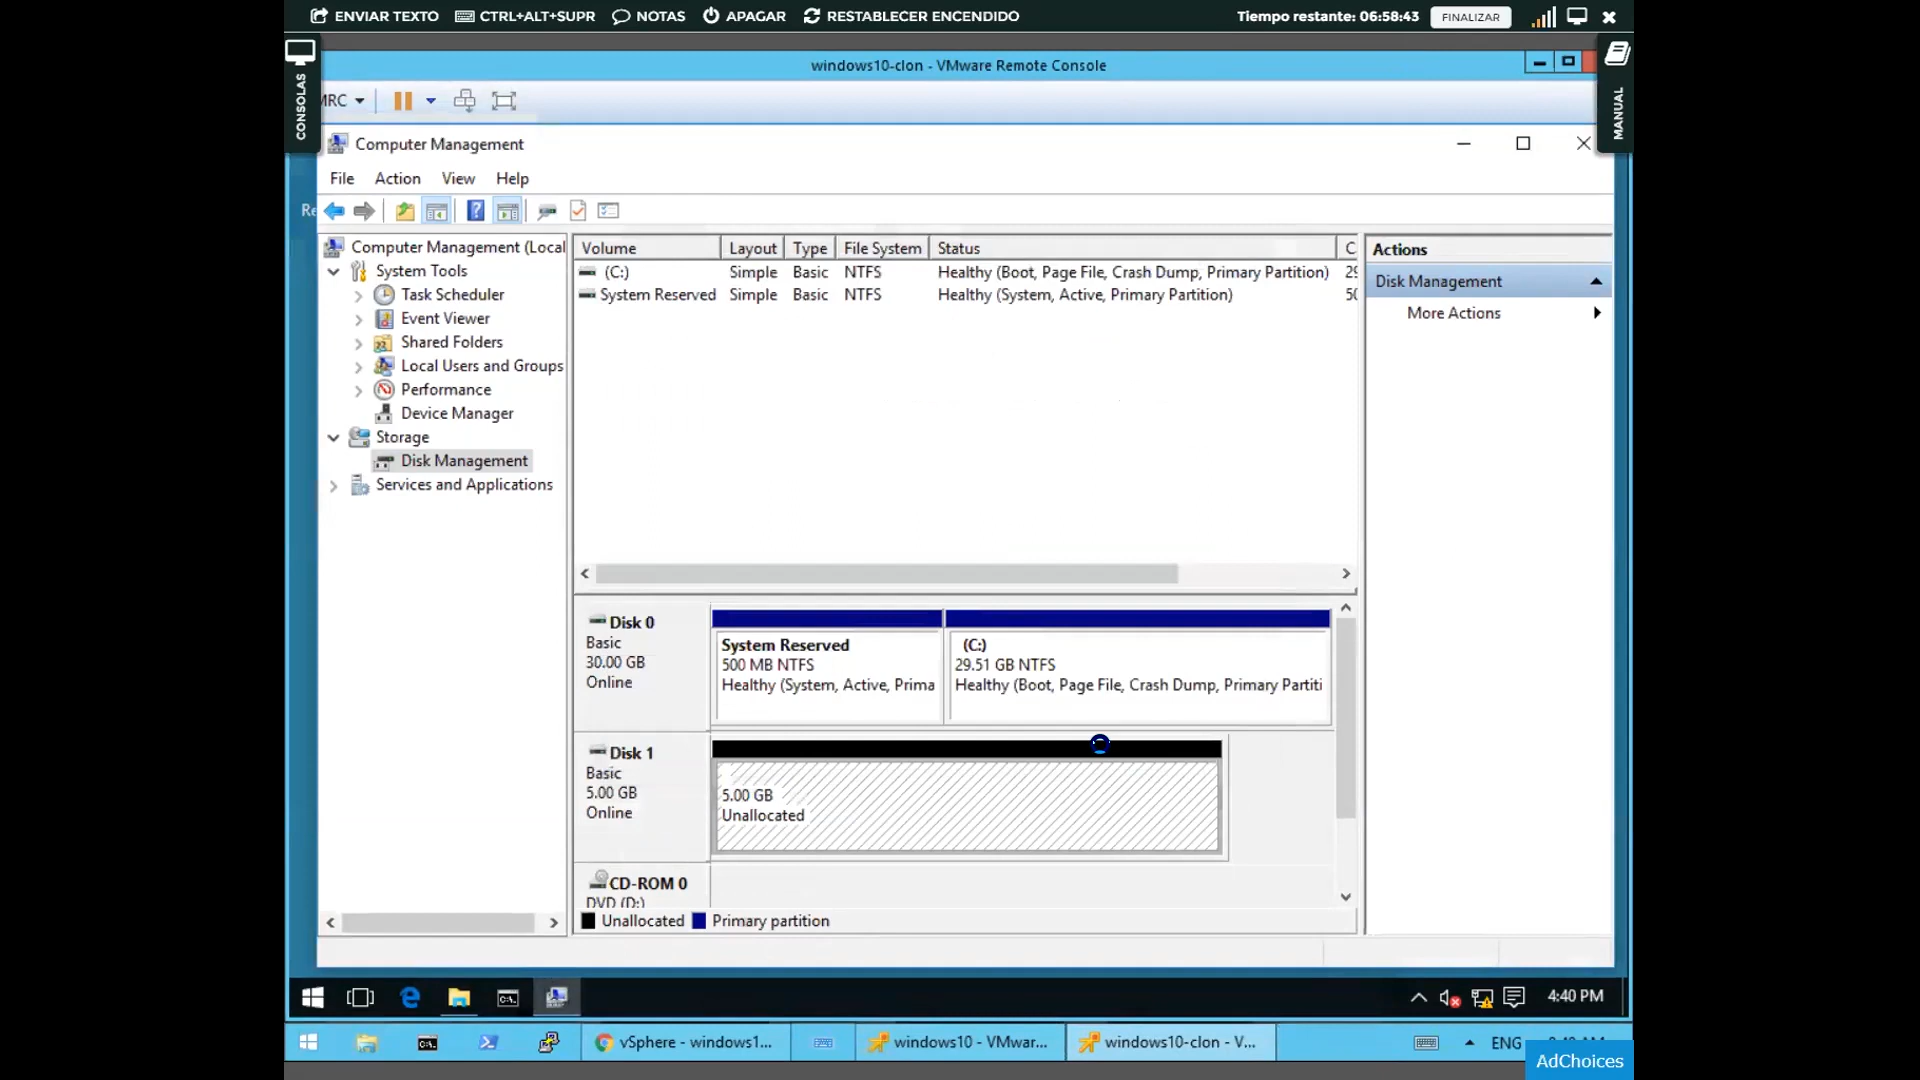 ENVIAR TEXTO CTRL+ALT+SUPR NOTAS APAGAR RESTABLECER ENCENDIDO Tiempo restante: 06:58:43 FINALIZAR
CONSOLAS
MANUAL
windows10-clon - VMware Remote Console
MRC
Computer Management
File Action View Help
Re
Computer Management (Local
System Tools
Task Scheduler
Event Viewer
Shared Folders
Local Users and Groups
Performance
Device Manager
Storage
Disk Management
Services and Applications
Volume Layout Type File System Status C
(C:) Simple Basic NTFS Healthy (Boot, Page File, Crash Dump, Primary Partition) 29
System Reserved Simple Basic NTFS Healthy (System, Active, Primary Partition) 50
Actions
Disk Management
More Actions
Disk 0
Basic
30.00 GB
Online
System Reserved
500 MB NTFS
Healthy (System, Active, Prima
(C:)
29.51 GB NTFS
Healthy (Boot, Page File, Crash Dump, Primary Partiti
Disk 1
Basic
5.00 GB
Online
5.00 GB
Unallocated
CD-ROM 0
DVD (D:)
Unallocated Primary partition
4:40 PM
vSphere - windows1... windows10 - VMwar... windows10-clon - V... ENG
AdChoices